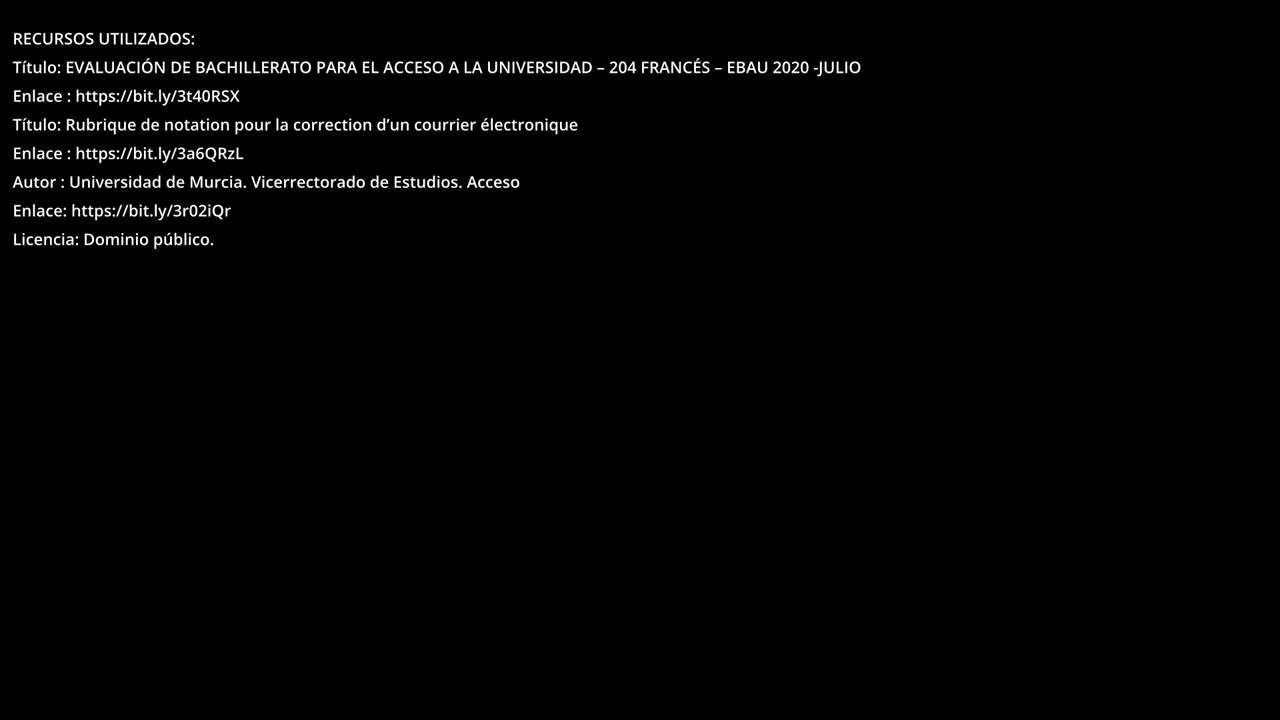 RECURSOS UTILIZADOS:
Título: EVALUACIÓN DE BACHILLERATO PARA EL ACCESO A LA UNIVERSIDAD – 204 FRANCÉS – EBAU 2020 -JULIO
Enlace : https://bit.ly/3t40RSX
Título: Rubrique de notation pour la correction d’un courrier électronique
Enlace : https://bit.ly/3a6QRzL
Autor : Universidad de Murcia. Vicerrectorado de Estudios. Acceso
Enlace: https://bit.ly/3r02iQr
Licencia: Dominio público.